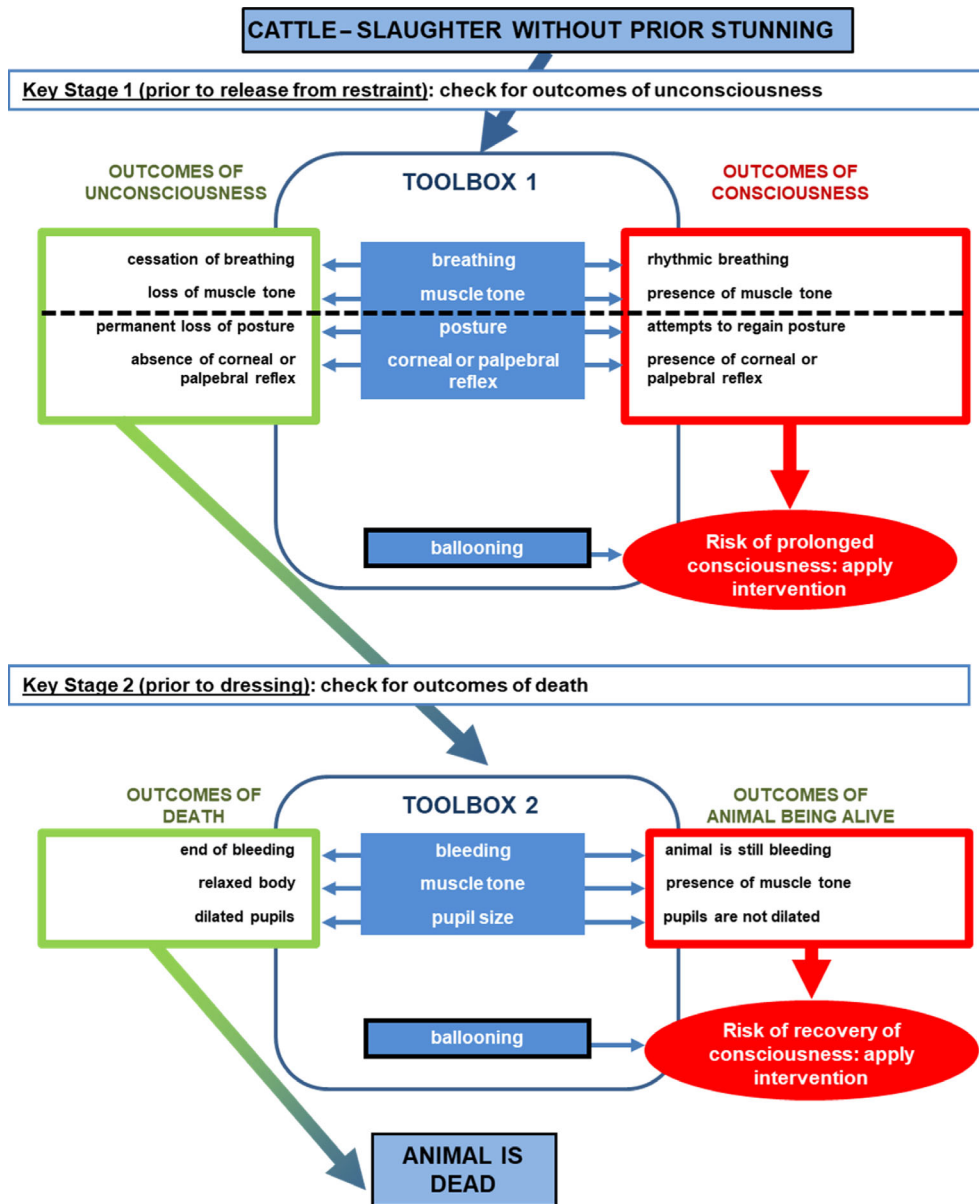 CATTLE – SLAUGHTER WITHOUT PRIOR STUNNING
Key Stage 1 (prior to release from restraint): check for outcomes of unconsciousness
OUTCOMES OF
UNCONSCIOUSNESS
TOOLBOX 1
OUTCOMES OF
CONSCIOUSNESS
cessation of breathing
breathing
rhythmic breathing
loss of muscle tone
muscle tone
presence of muscle tone
permanent loss of posture
posture
attempts to regain posture
absence of corneal or
palpebral reflex
corneal or palpebral
reflex
presence of corneal or
palpebral reflex
ballooning
Risk of prolonged
consciousness: apply
intervention
Key Stage 2 (prior to dressing): check for outcomes of death
OUTCOMES OF
DEATH
TOOLBOX 2
OUTCOMES OF
ANIMAL BEING ALIVE
end of bleeding
bleeding
animal is still bleeding
relaxed body
muscle tone
presence of muscle tone
dilated pupils
pupil size
pupils are not dilated
ballooning
Risk of recovery of
consciousness: apply
intervention
ANIMAL IS
DEAD